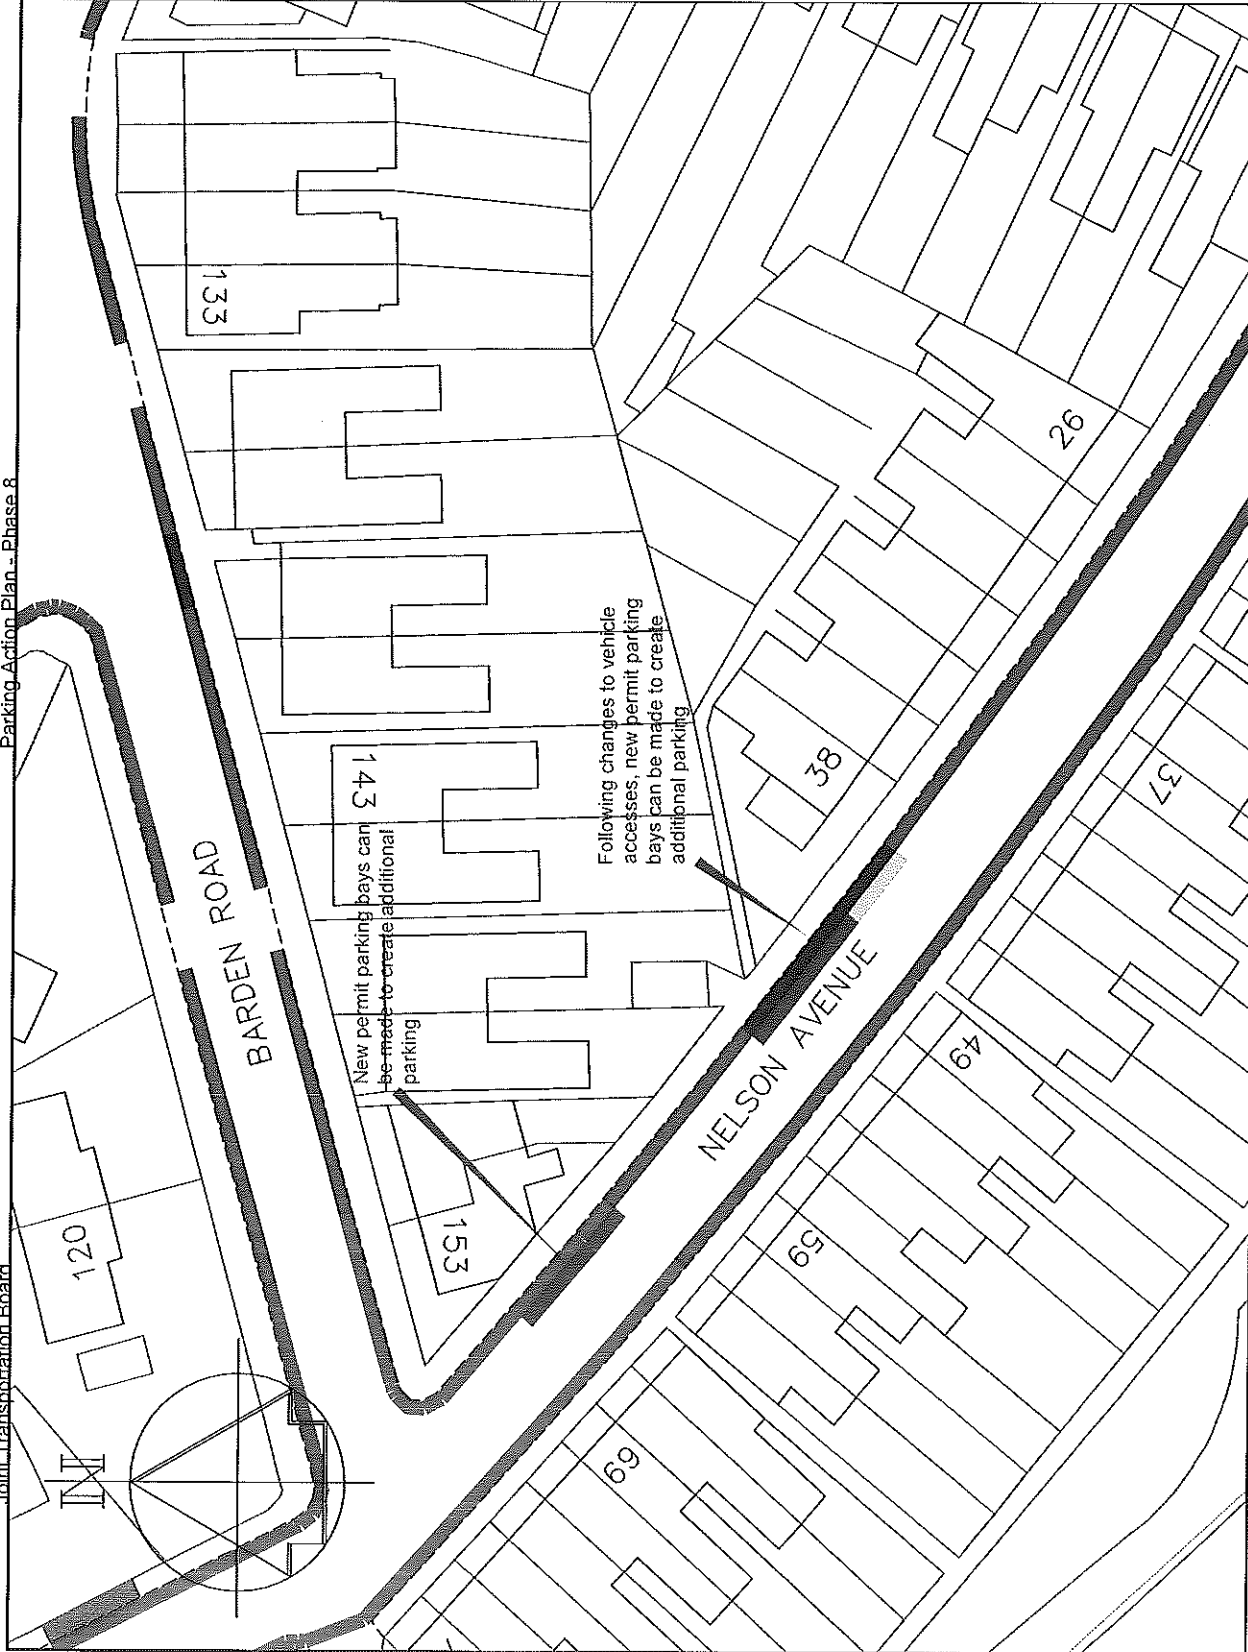 Parking Action Plan - Phase 8
Joint Transportation Board
133
143
New permit parking bays can
be made to create additional
parking
Following changes to vehicle
accesses, new permit parking
bays can be made to create
additional parking
BARDEN ROAD
120
153
N
26
38
37
NELSON AVENUE
49
59
69